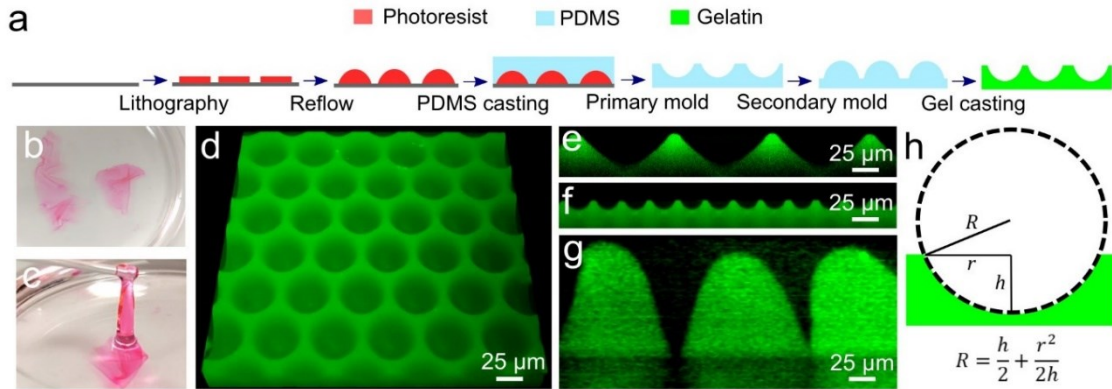 a
Photoresist PDMS Gelatin
Lithography Reflow PDMS casting Primary mold Secondary mold Gel casting
b
c
d
25 µm
e
25 µm
f
25 µm
g
25 µm
h
R
r
h
R = h/2 + r²/2h